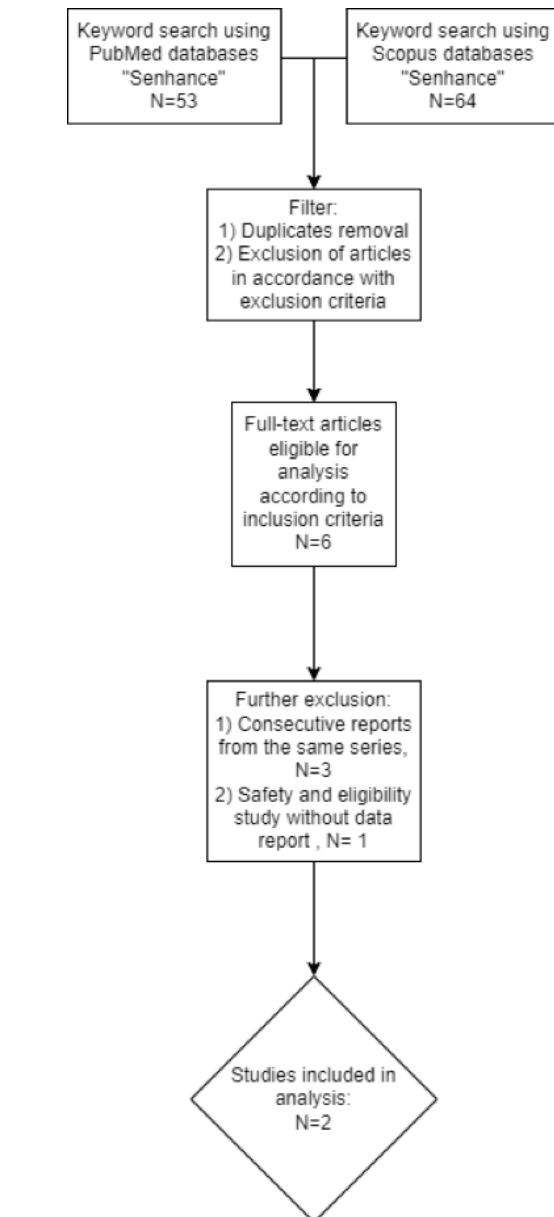 Keyword search using
PubMed databases
"Senhance"
N=53
Keyword search using
Scopus databases
"Senhance"
N=64
Filter:
1) Duplicates removal
2) Exclusion of articles
in accordance with
exclusion criteria
Full-text articles
eligible for
analysis
according to
inclusion criteria
N=6
Further exclusion:
1) Consecutive reports
from the same series,
N=3
2) Safety and eligibility
study without data
report , N= 1
Studies included in
analysis:
N=2